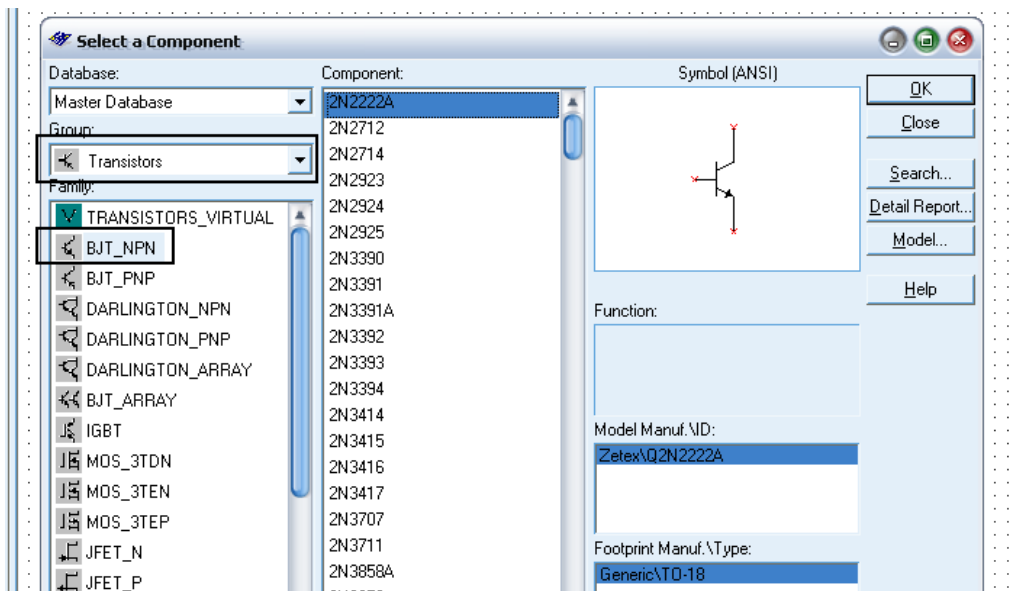 Select a Component
Database:
Master Database
Group:
Transistors
Family:
TRANSISTORS_VIRTUAL
BJT_NPN
BJT_PNP
DARLINGTON_NPN
DARLINGTON_PNP
DARLINGTON_ARRAY
BJT_ARRAY
IGBT
MOS_3TDN
MOS_3TEN
MOS_3TEP
JFET_N
JFET_P
Component:
2N2222A
2N2712
2N2714
2N2923
2N2924
2N2925
2N3390
2N3391
2N3391A
2N3392
2N3393
2N3394
2N3414
2N3415
2N3416
2N3417
2N3707
2N3711
2N3858A
Symbol (ANSI)
Function:
Model Manuf.\ID:
Zetex\Q2N2222A
Footprint Manuf.\Type:
Generic\TO-18
OK
Close
Search...
Detail Report...
Model...
Help